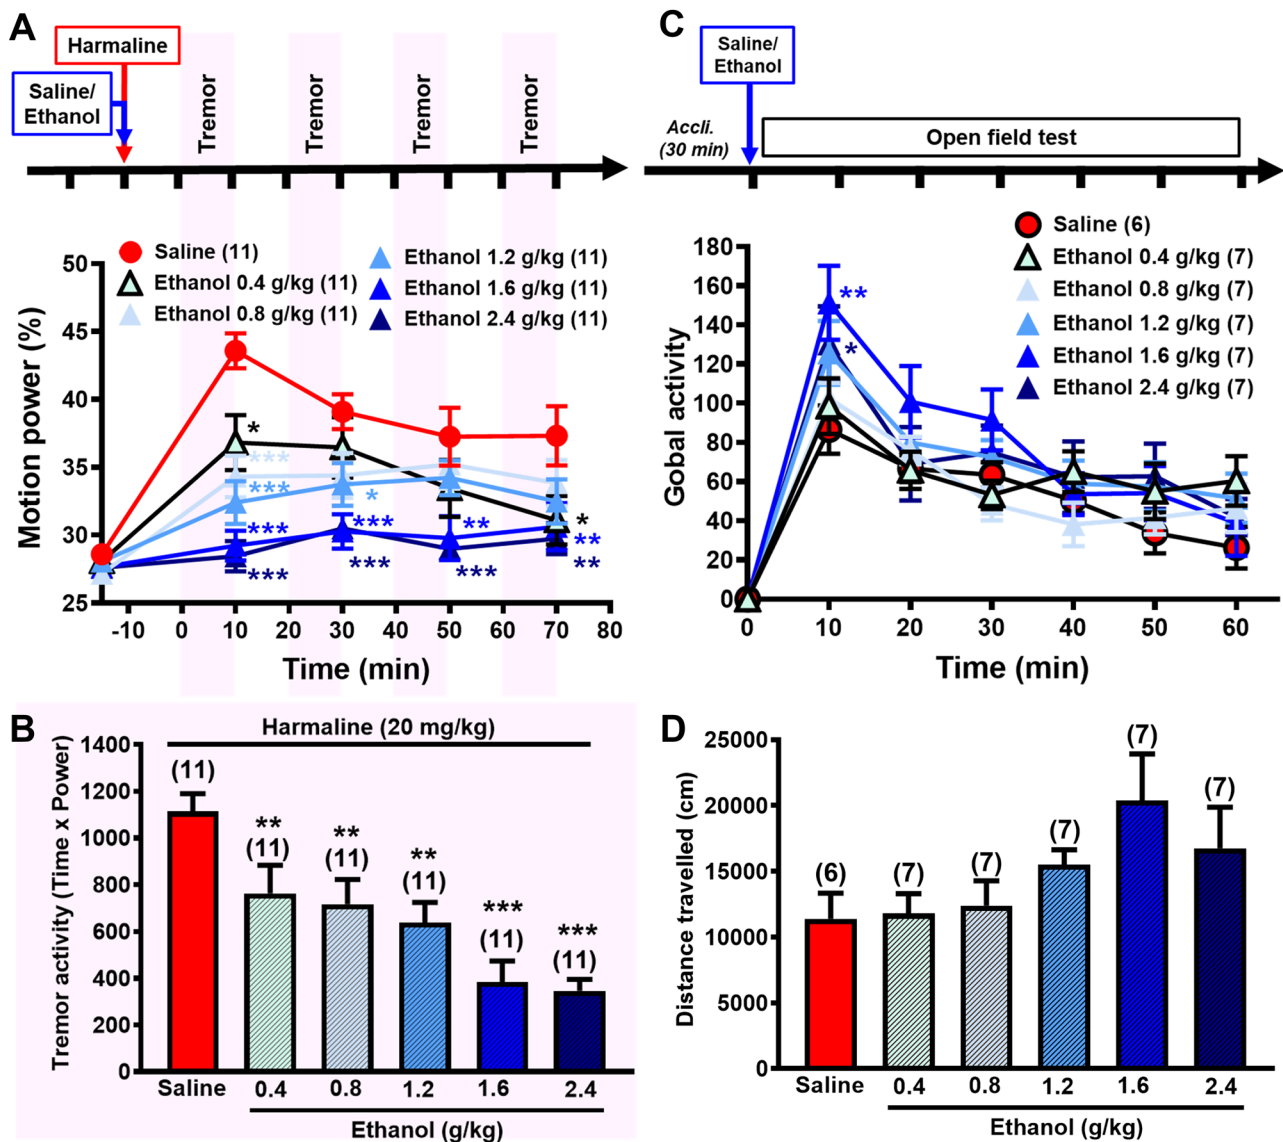 A
Harmaline
Saline/
Ethanol
Tremor
Tremor
Tremor
Tremor
Saline (11)
Ethanol 0.4 g/kg (11)
Ethanol 0.8 g/kg (11)
Ethanol 1.2 g/kg (11)
Ethanol 1.6 g/kg (11)
Ethanol 2.4 g/kg (11)
Motion power (%)
50
45
40
35
30
25
*
***
***
***
***
*
***
***
**
***
*
**
**
-10 0 10 20 30 40 50 60 70 80
Time (min)
C
Saline/
Ethanol
Accli.
(30 min)
Open field test
Saline (6)
Ethanol 0.4 g/kg (7)
Ethanol 0.8 g/kg (7)
Ethanol 1.2 g/kg (7)
Ethanol 1.6 g/kg (7)
Ethanol 2.4 g/kg (7)
Gobal activity
180
160
140
120
100
80
60
40
20
0
**
*
0 10 20 30 40 50 60
Time (min)
B
Harmaline (20 mg/kg)
Tremor activity (Time x Power)
1400
1200
1000
800
600
400
200
0
(11)
**
(11)
**
(11)
**
(11)
***
(11)
***
(11)
Saline 0.4 0.8 1.2 1.6 2.4
Ethanol (g/kg)
D
Distance travelled (cm)
25000
20000
15000
10000
5000
0
(6)
(7)
(7)
(7)
(7)
(7)
Saline 0.4 0.8 1.2 1.6 2.4
Ethanol (g/kg)